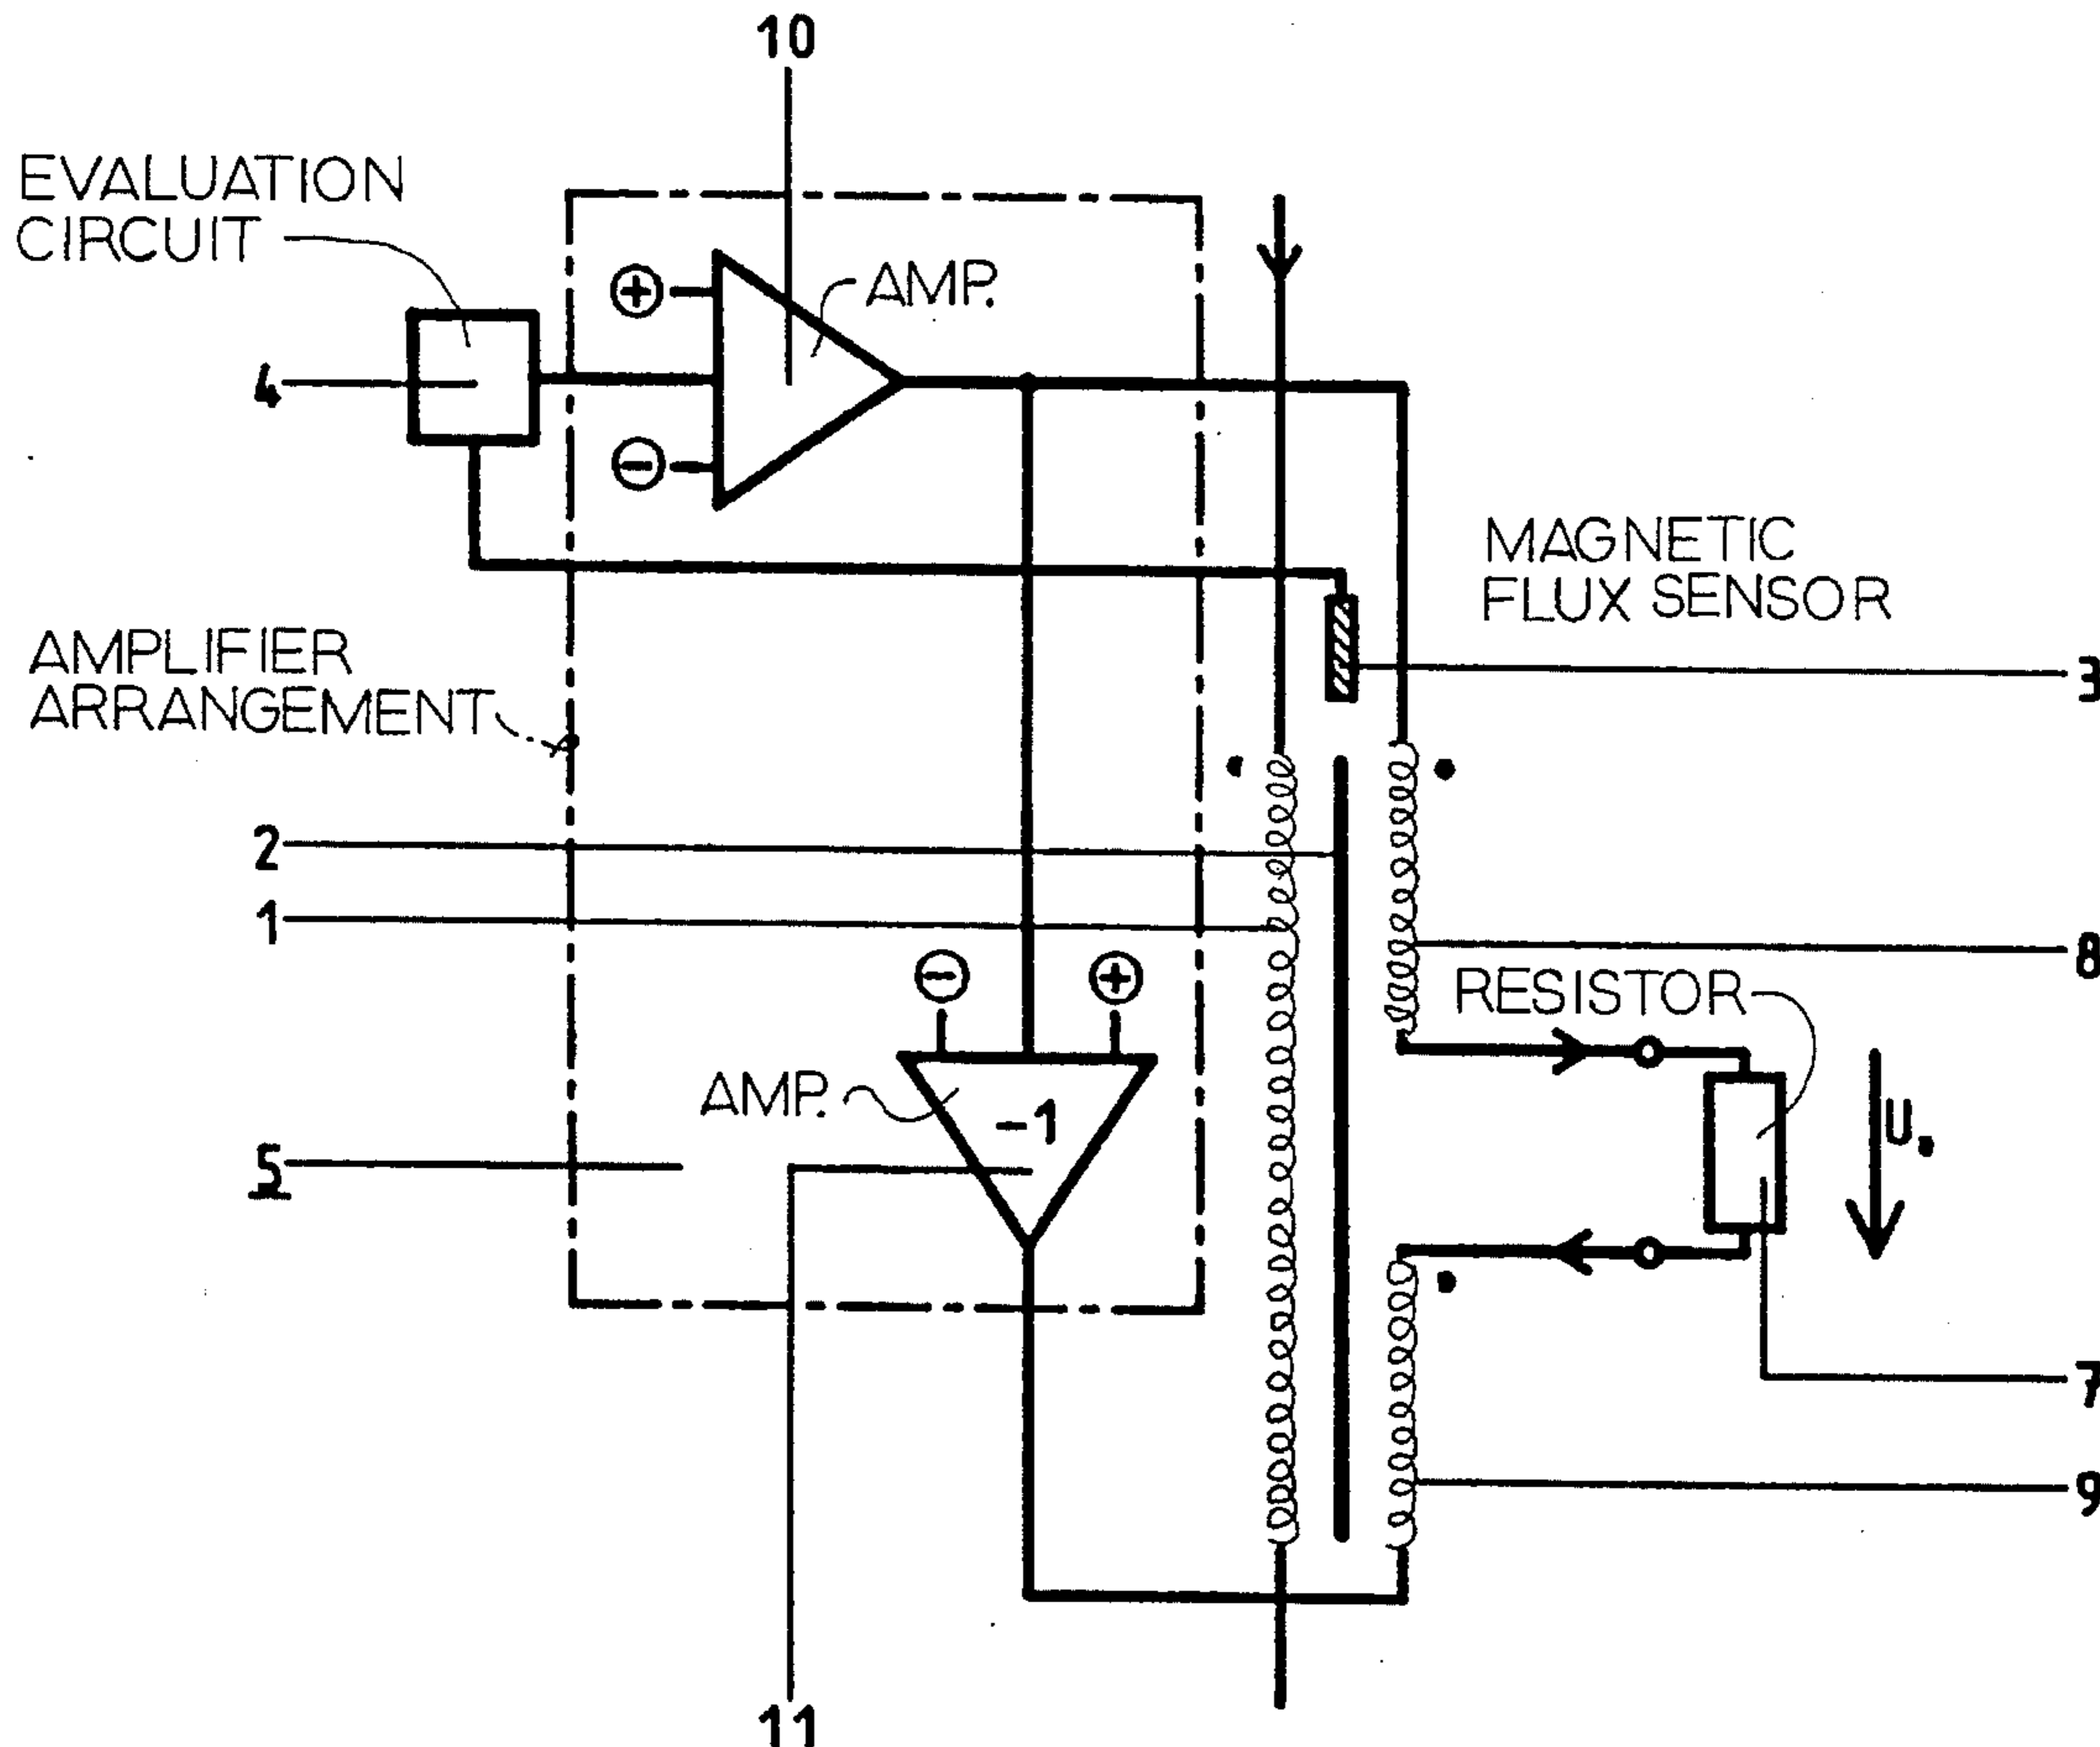 10
EVALUATION
CIRCUIT
+
AMP.
4
−
MAGNETIC
FLUX SENSOR
AMPLIFIER
ARRANGEMENT
3
2
1
8
−
+
RESISTOR
AMP.
−1
U.
5
7
9
11